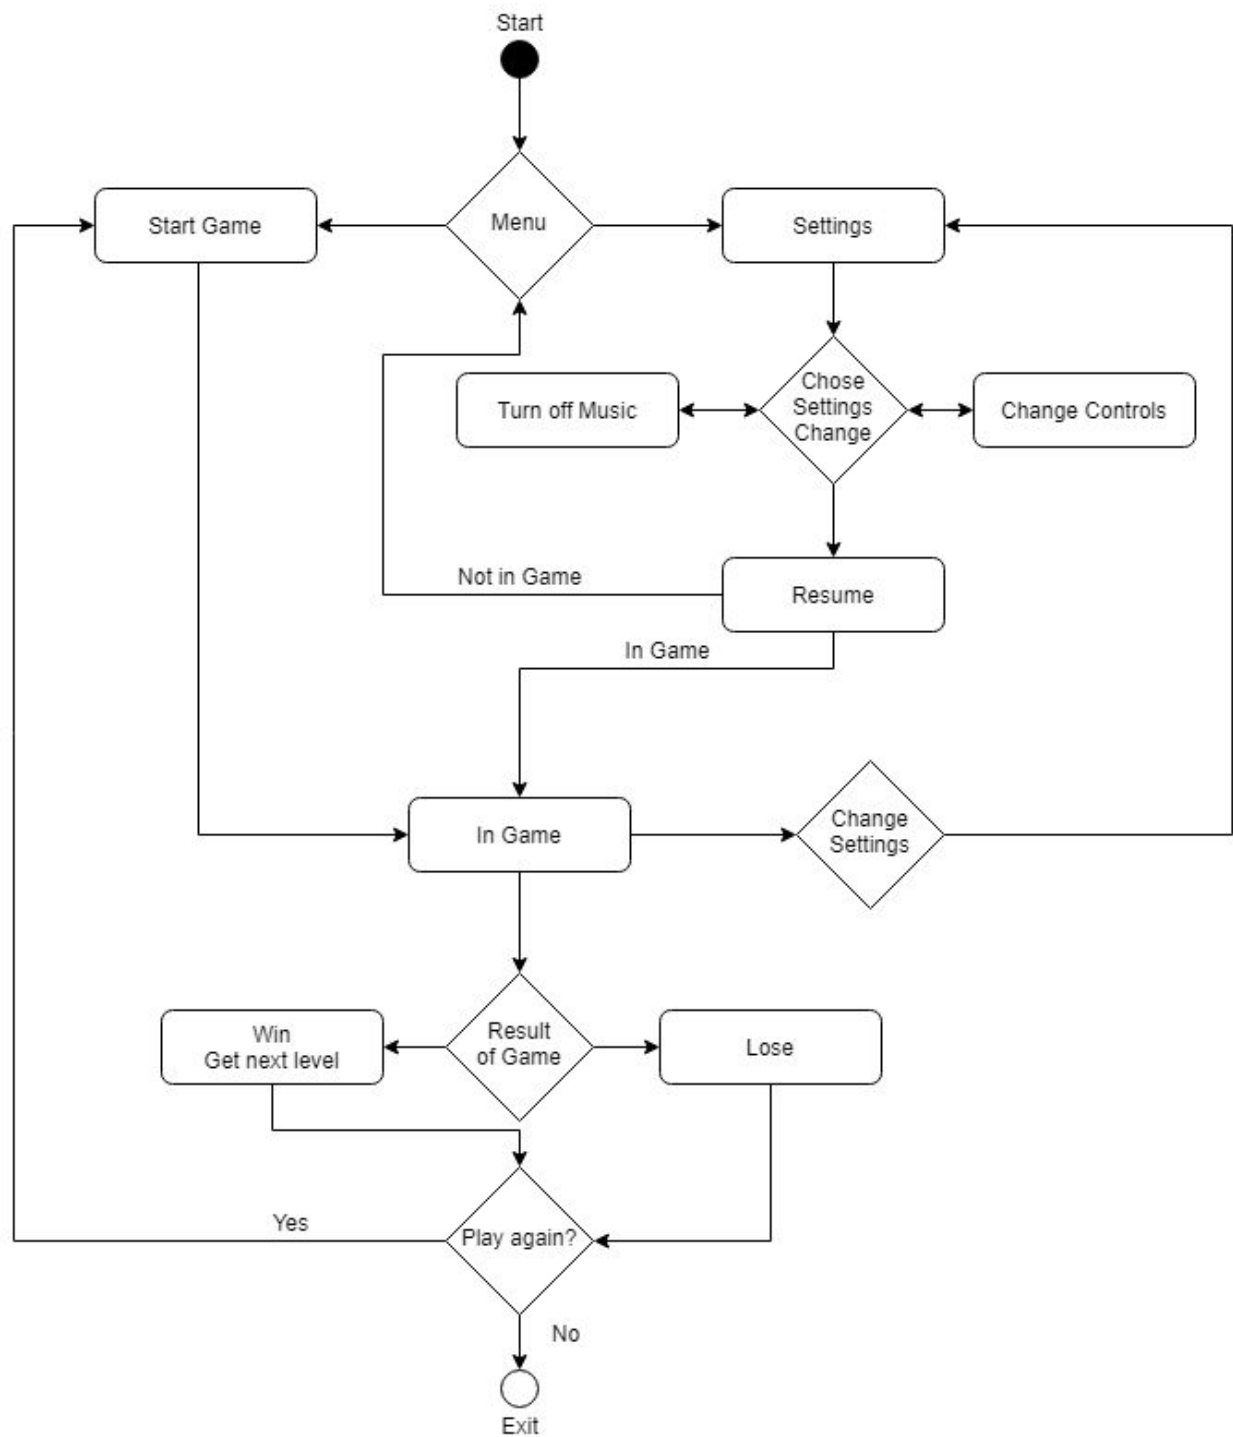 Start
Start Game
Menu
Settings
Turn off Music
Chose
Settings
Change
Change Controls
Not in Game
Resume
In Game
In Game
Change
Settings
Win
Get next level
Result
of Game
Lose
Yes
Play again?
No
Exit